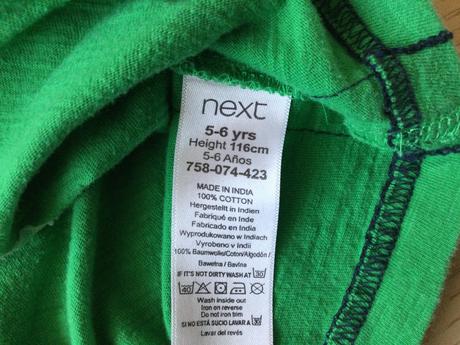 next
5-6 yrs
Height 116cm
5-6 Años
758-074-423
MADE IN INDIA
100% COTTON
Hergestellt in Indien
Fabriqué en Inde
Fabricado en India
Wyprodukowano w Indiach
Vyrobeno v Indii
100% Baumwolle/Coton/Algodón /
Bawełna / Bavlna
IF IT'S NOT DIRTY WASH AT 30
40
Wash inside out
Iron on reverse
Do not iron trim
SI NO ESTÁ SUCIO LAVAR A 30
Lavar del revés